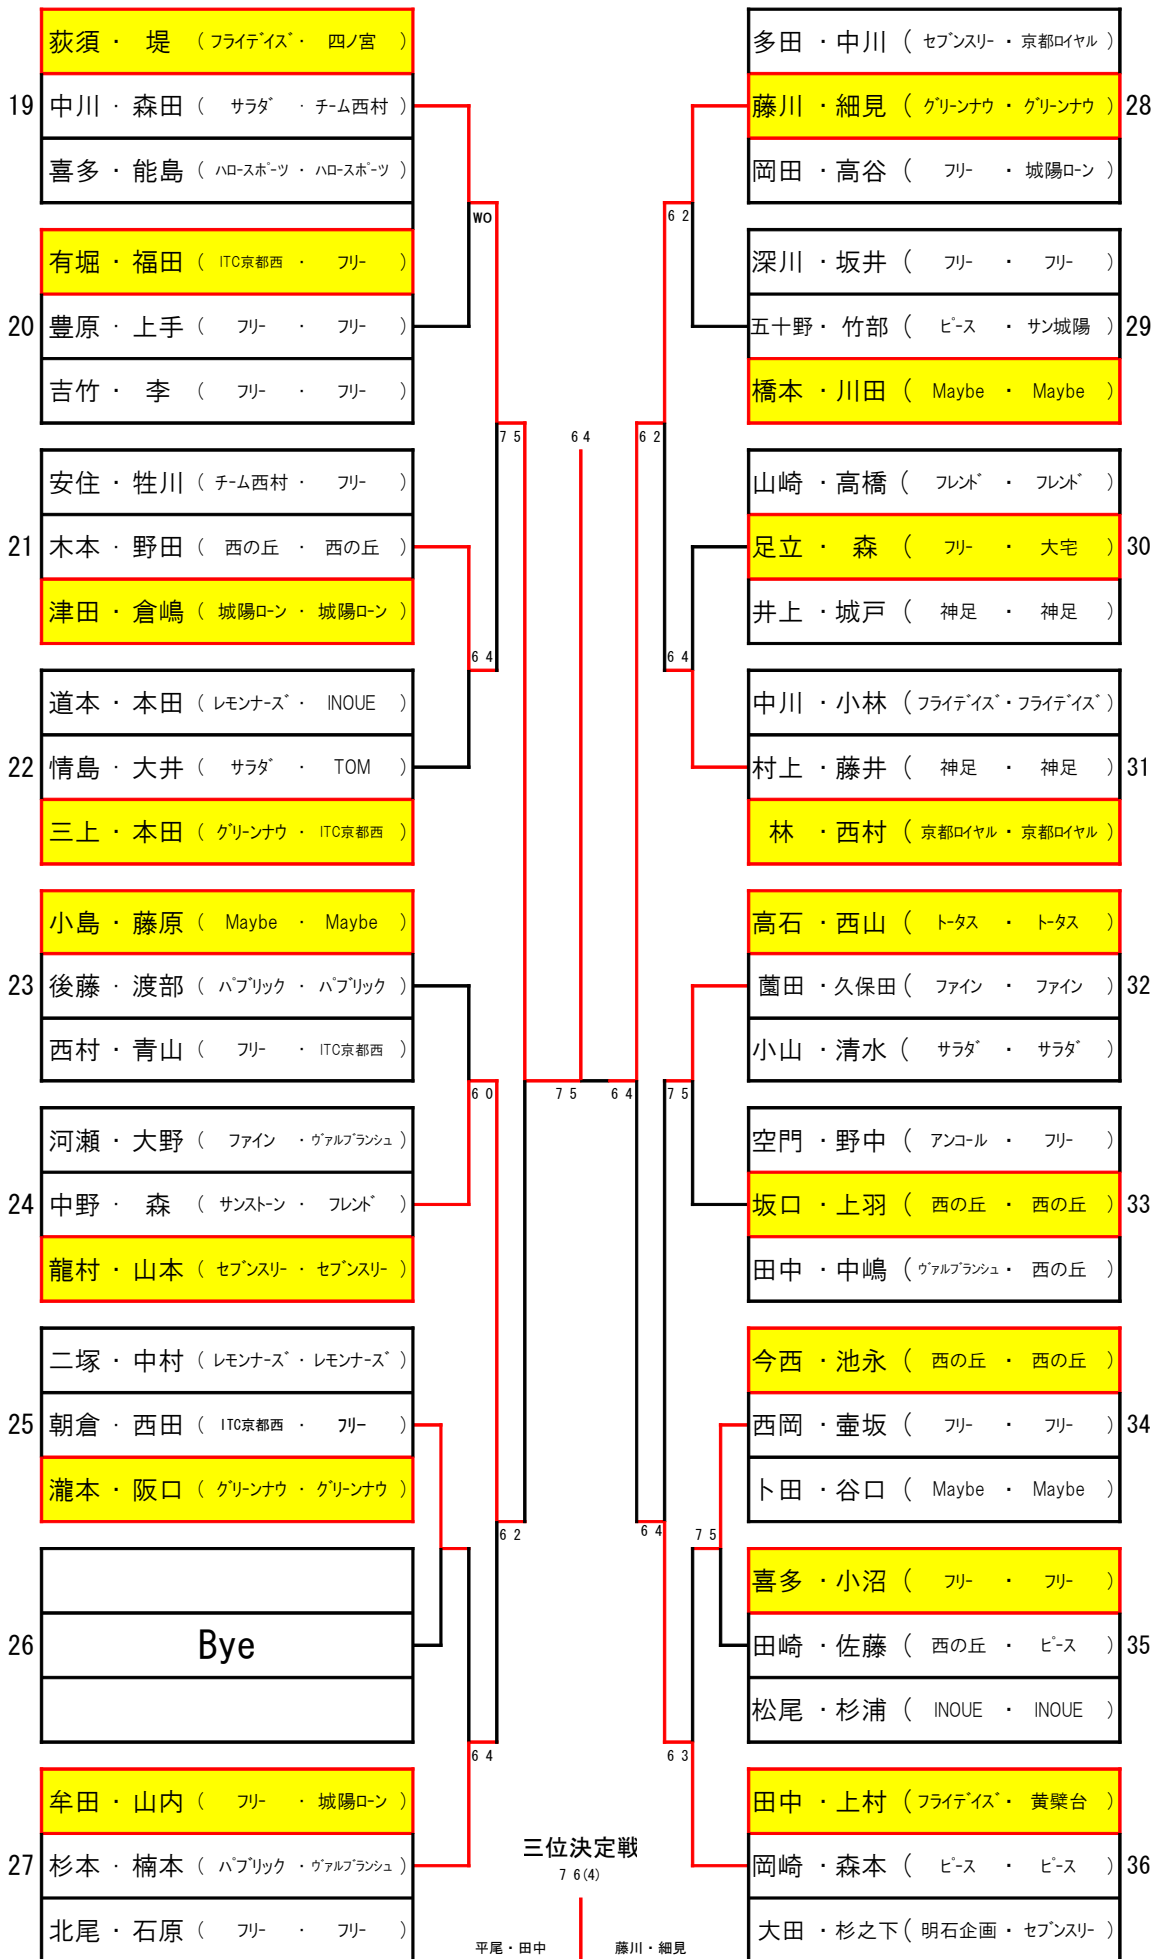 荻須・堤（フライデイズ・四ノ宮）
19 中川・森田（サラダ・チーム西村）
喜多・能島（ハロースポーツ・ハロースポーツ）
WO
有堀・福田（ITC京都西・フリー）
20 豊原・上手（フリー・フリー）
吉竹・李（フリー・フリー）
75
安住・牲川（チーム西村・フリー）
21 木本・野田（西の丘・西の丘）
津田・倉嶋（城陽ローン・城陽ローン）
64
道本・本田（レモンナーズ・INOUE）
22 情島・大井（サラダ・TOM）
三上・本田（グリーンナウ・ITC京都西）
小島・藤原（Maybe・Maybe）
23 後藤・渡部（パブリック・パブリック）
西村・青山（フリー・ITC京都西）
60
河瀬・大野（ファイン・ヴァルブランシュ）
24 中野・森（サンストーン・フレンド）
龍村・山本（セブンスリー・セブンスリー）
二塚・中村（レモンナーズ・レモンナーズ）
25 朝倉・西田（ITC京都西・フリー）
瀧本・阪口（グリーンナウ・グリーンナウ）
62
26 Bye
64
牟田・山内（フリー・城陽ローン）
27 杉本・楠本（パブリック・ヴァルブランシュ）
北尾・石原（フリー・フリー）
64
75
64
三位決定戦
76(4)
平尾・田中 藤川・細見
多田・中川（セブンスリー・京都ロイヤル）
藤川・細見（グリーンナウ・グリーンナウ） 28
岡田・高谷（フリー・城陽ローン）
62
深川・坂井（フリー・フリー）
五十野・竹部（ピース・サン城陽） 29
橋本・川田（Maybe・Maybe）
62
山崎・高橋（フレンド・フレンド）
足立・森（フリー・大宅） 30
井上・城戸（神足・神足）
64
中川・小林（フライデイズ・フライデイズ）
村上・藤井（神足・神足） 31
林・西村（京都ロイヤル・京都ロイヤル）
高石・西山（トータス・トータス）
薗田・久保田（ファイン・ファイン） 32
小山・清水（サラダ・サラダ）
75
空門・野中（アンコール・フリー）
坂口・上羽（西の丘・西の丘） 33
田中・中嶋（ヴァルブランシュ・西の丘）
今西・池永（西の丘・西の丘）
西岡・壷坂（フリー・フリー） 34
卜田・谷口（Maybe・Maybe）
64
75
喜多・小沼（フリー・フリー）
田崎・佐藤（西の丘・ピース） 35
松尾・杉浦（INOUE・INOUE）
63
田中・上村（フライデイズ・黄檗台）
岡崎・森本（ピース・ピース） 36
大田・杉之下（明石企画・セブンスリー）